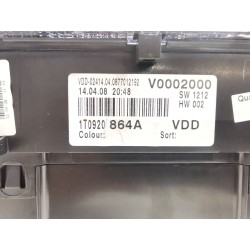 VDD-02414.04.0877012192
14.04.08 20:48
V0002000
SW 1212
HW 002
1T0920 864A VDD
Colour: Sort:
Qu